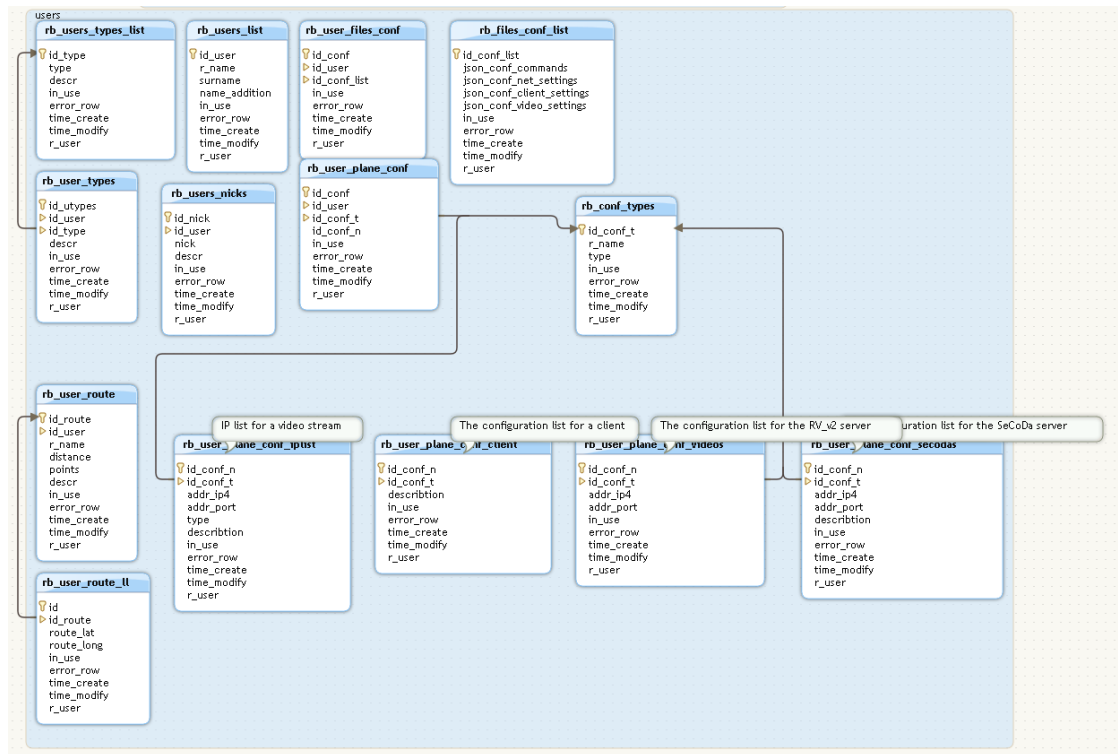 users
rb_users_types_list
id_type
type
descr
in_use
error_row
time_create
time_modify
r_user
rb_users_list
id_user
r_name
surname
name_addition
in_use
error_row
time_create
time_modify
r_user
rb_user_files_conf
id_conf
id_user
id_conf_list
in_use
error_row
time_create
time_modify
r_user
rb_files_conf_list
id_conf_list
json_conf_commands
json_conf_net_settings
json_conf_client_settings
json_conf_video_settings
in_use
error_row
time_create
time_modify
r_user
rb_user_types
id_utypes
id_user
id_type
descr
in_use
error_row
time_create
time_modify
r_user
rb_users_nicks
id_nick
id_user
nick
descr
in_use
error_row
time_create
time_modify
r_user
rb_user_plane_conf
id_conf
id_user
id_conf_t
id_conf_n
in_use
error_row
time_create
time_modify
r_user
rb_conf_types
id_conf_t
r_name
type
in_use
error_row
time_create
time_modify
r_user
rb_user_route
id_route
id_user
r_name
distance
points
descr
in_use
error_row
time_create
time_modify
r_user
IP list for a video stream
rb_user_plane_conf_iplist
id_conf_n
id_conf_t
addr_ip4
addr_port
type
describtion
in_use
error_row
time_create
time_modify
r_user
The configuration list for a client
rb_user_plane_conf_client
id_conf_n
id_conf_t
describtion
in_use
error_row
time_create
time_modify
r_user
The configuration list for the RV_v2 server
rb_user_plane_conf_videos
id_conf_n
id_conf_t
addr_ip4
addr_port
in_use
error_row
time_create
time_modify
r_user
list for the SeCoDa server
rb_user_plane_conf_secodas
id_conf_n
id_conf_t
addr_ip4
addr_port
describtion
in_use
error_row
time_create
time_modify
r_user
rb_user_route_ll
id
id_route
route_lat
route_long
in_use
error_row
time_create
time_modify
r_user